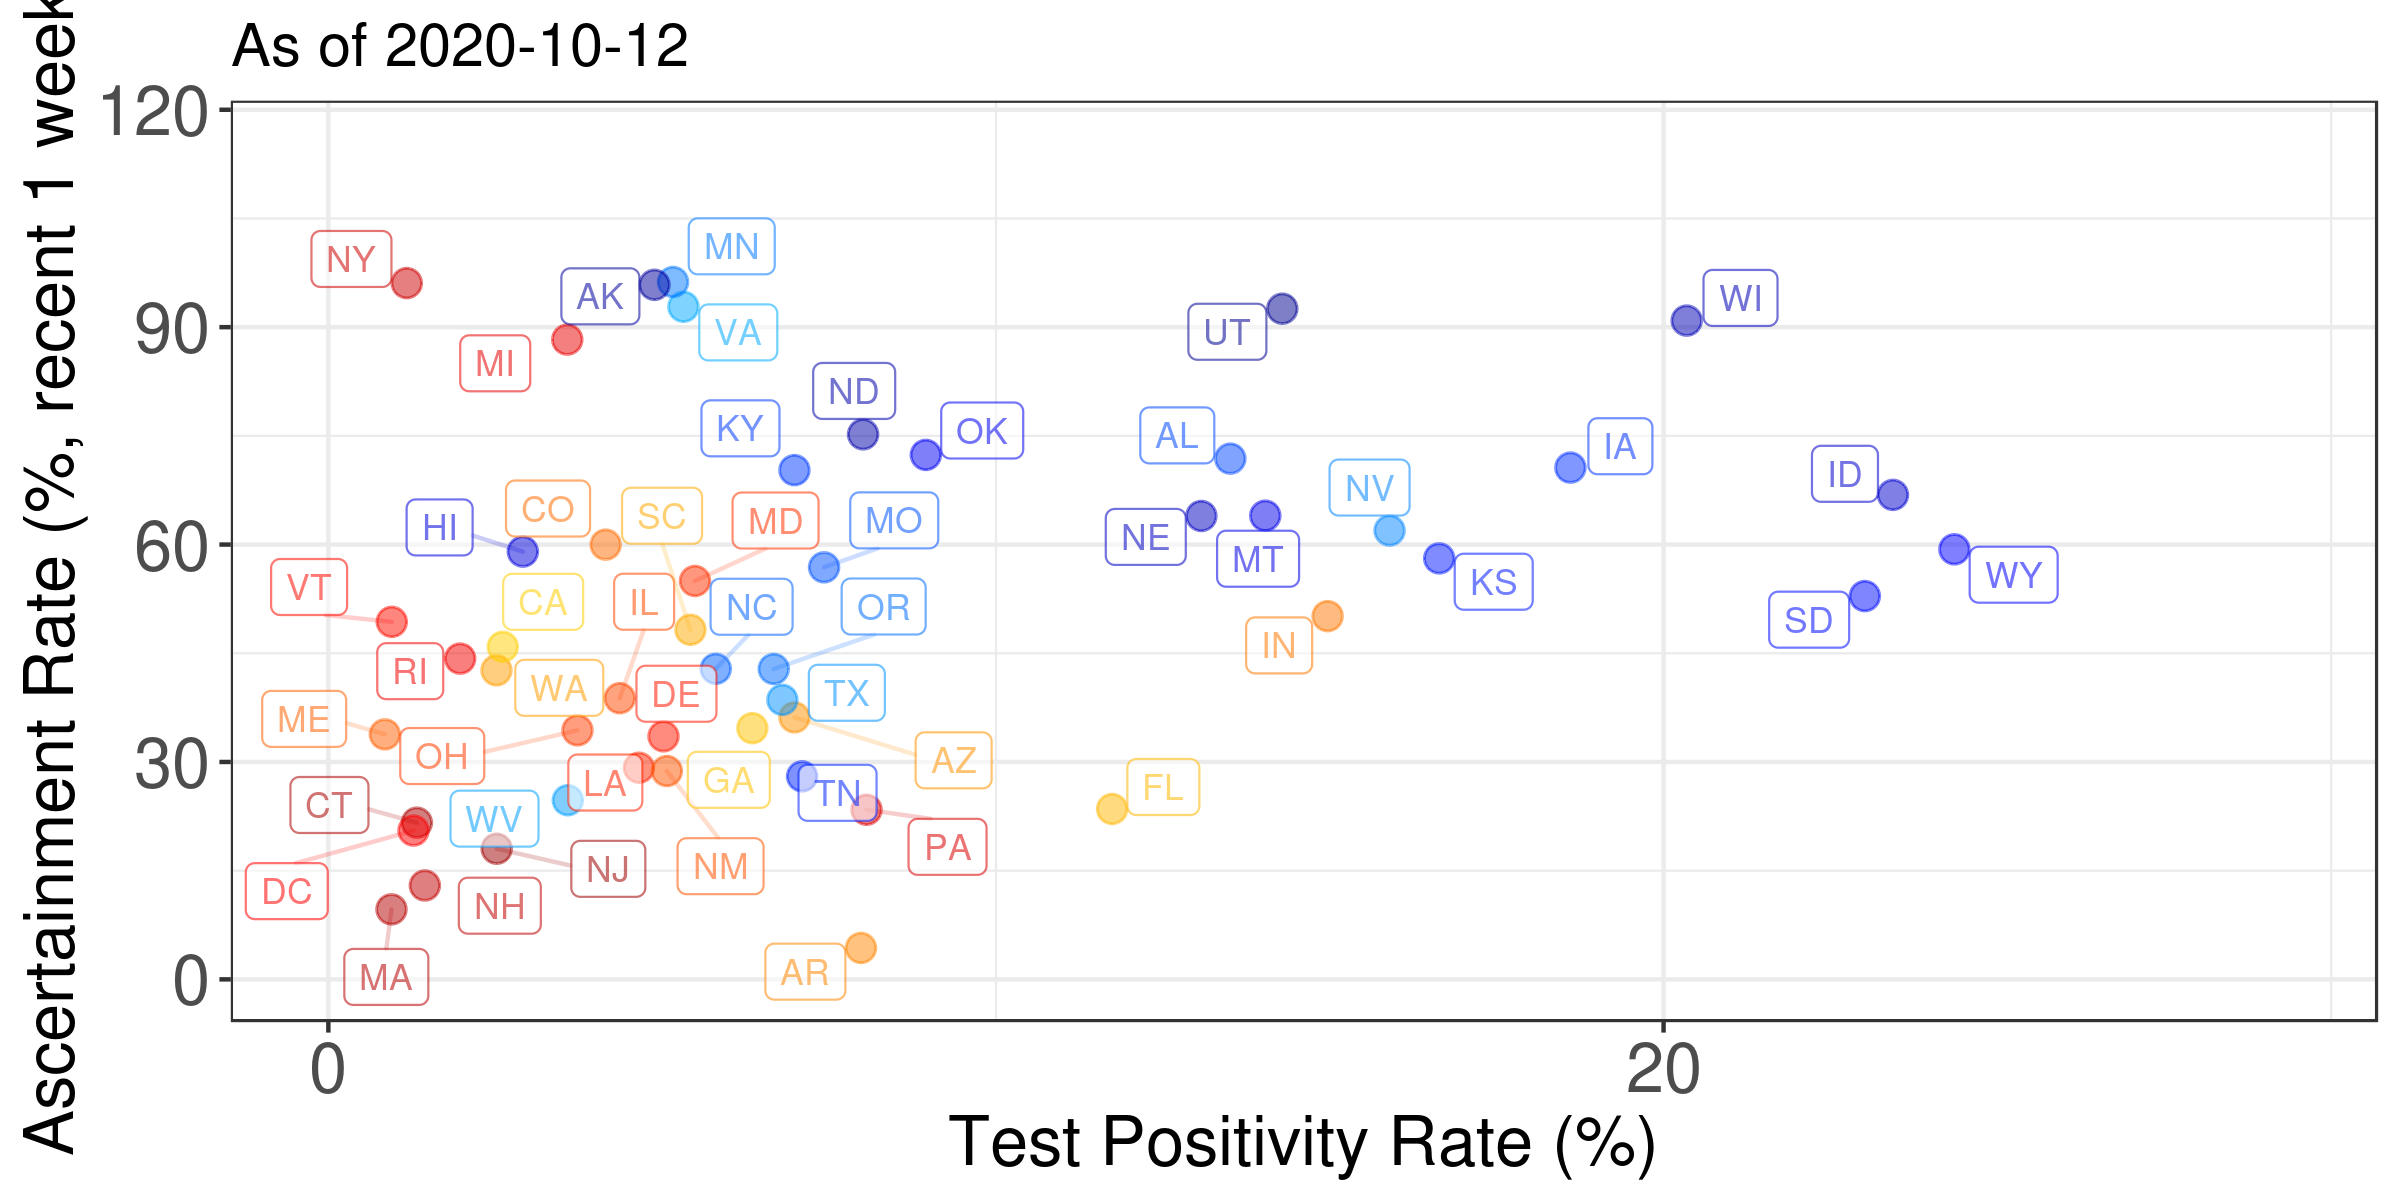 As of 2020-10-12
Ascertainment Rate (%, recent 1 week
120
90
60
30
0
NY
MN
AK
VA
MI
UT
WI
ND
KY
OK
AL
IA
ID
NV
HI
CO
SC
MD
MO
NE
MT
KS
WY
VT
CA
IL
NC
OR
SD
IN
RI
WA
DE
TX
ME
OH
AZ
LA
GA
TN
FL
CT
WV
PA
DC
NJ
NM
NH
MA
AR
0
20
Test Positivity Rate (%)